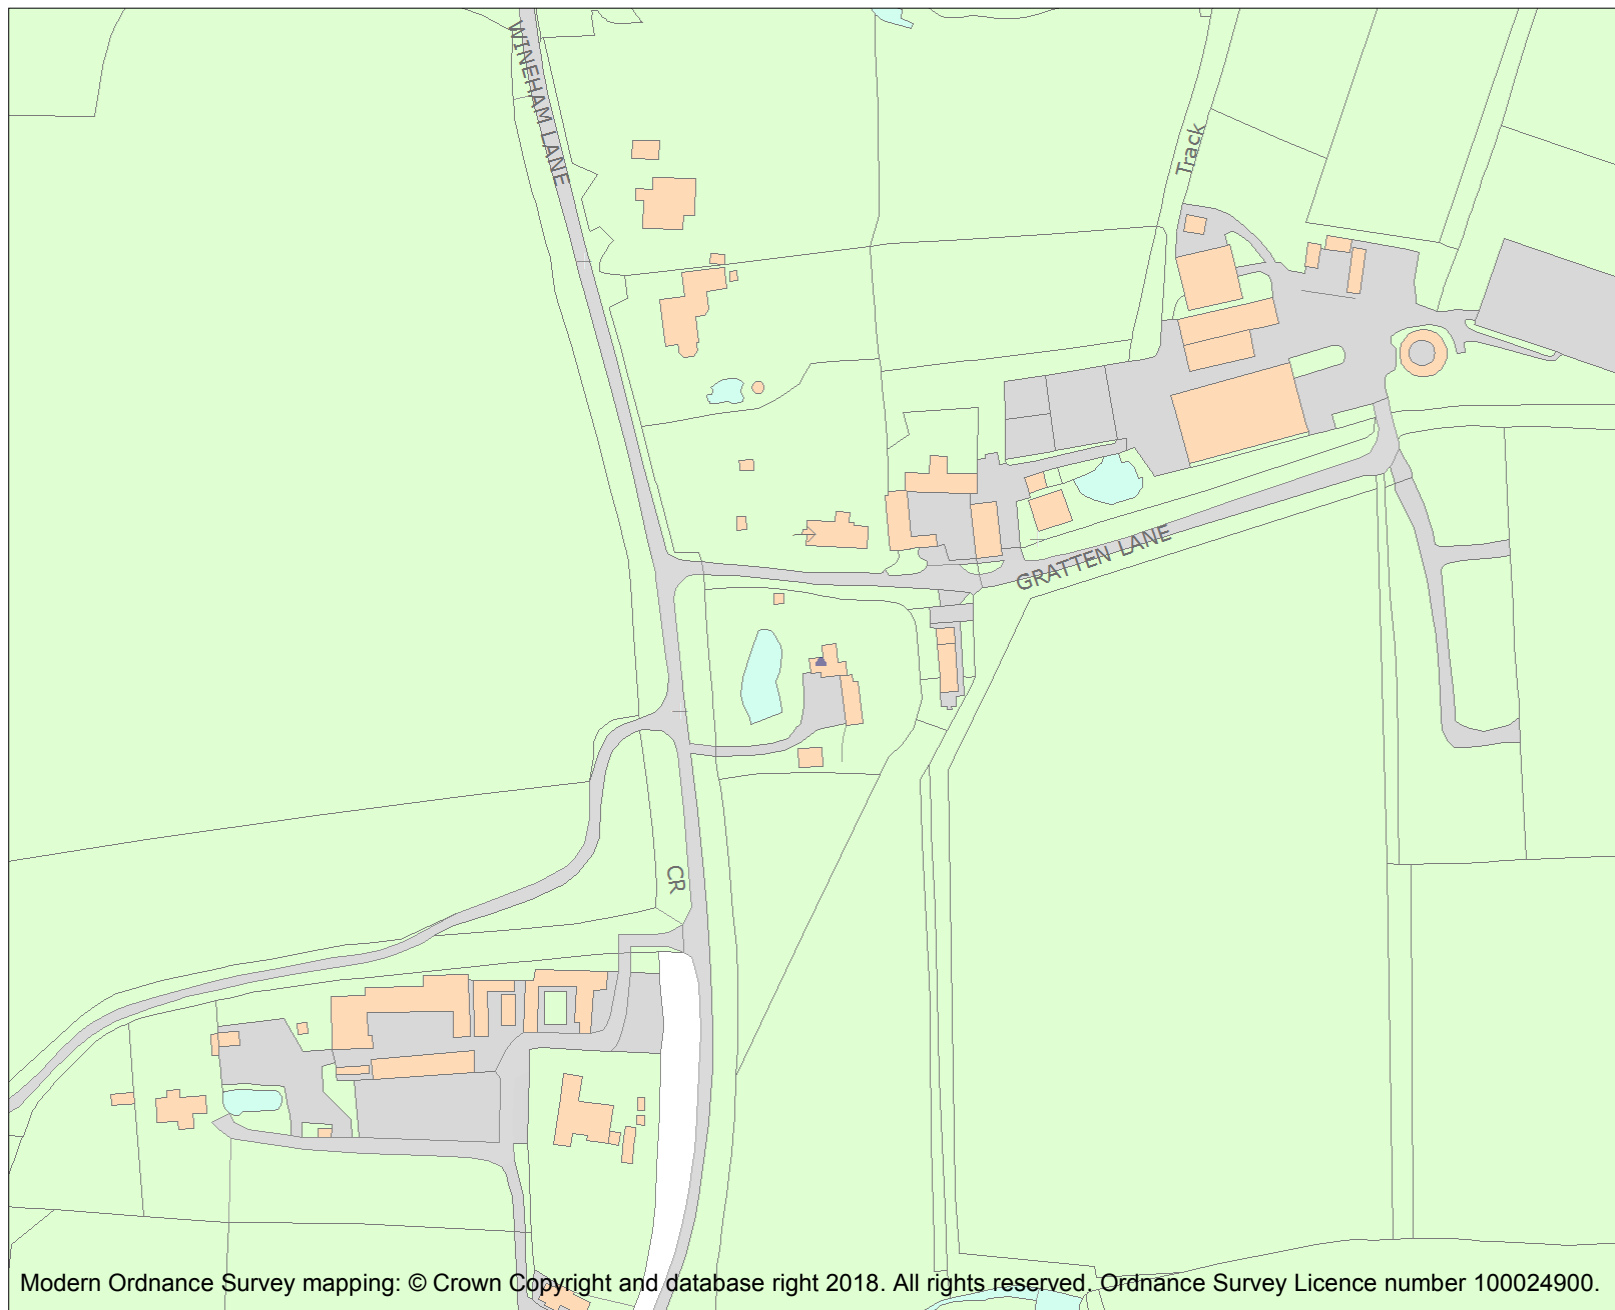 WINEHAM LANE
Track
GRATTEN LANE
CR
Modern Ordnance Survey mapping: © Crown Copyright and database right 2018. All rights reserved. Ordnance Survey Licence number 100024900.